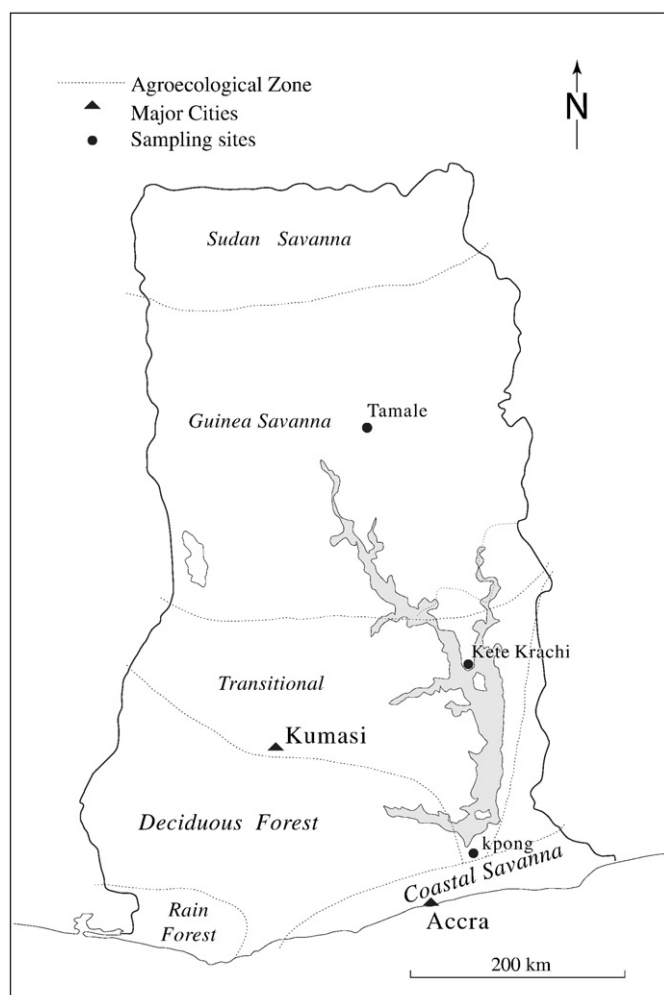 Agroecological Zone
Major Cities
Sampling sites
N
Sudan Savanna
Tamale
Guinea Savanna
Kete Krachi
Transitional
Kumasi
Deciduous Forest
kpong
Coastal Savanna
Rain
Forest
Accra
200 km